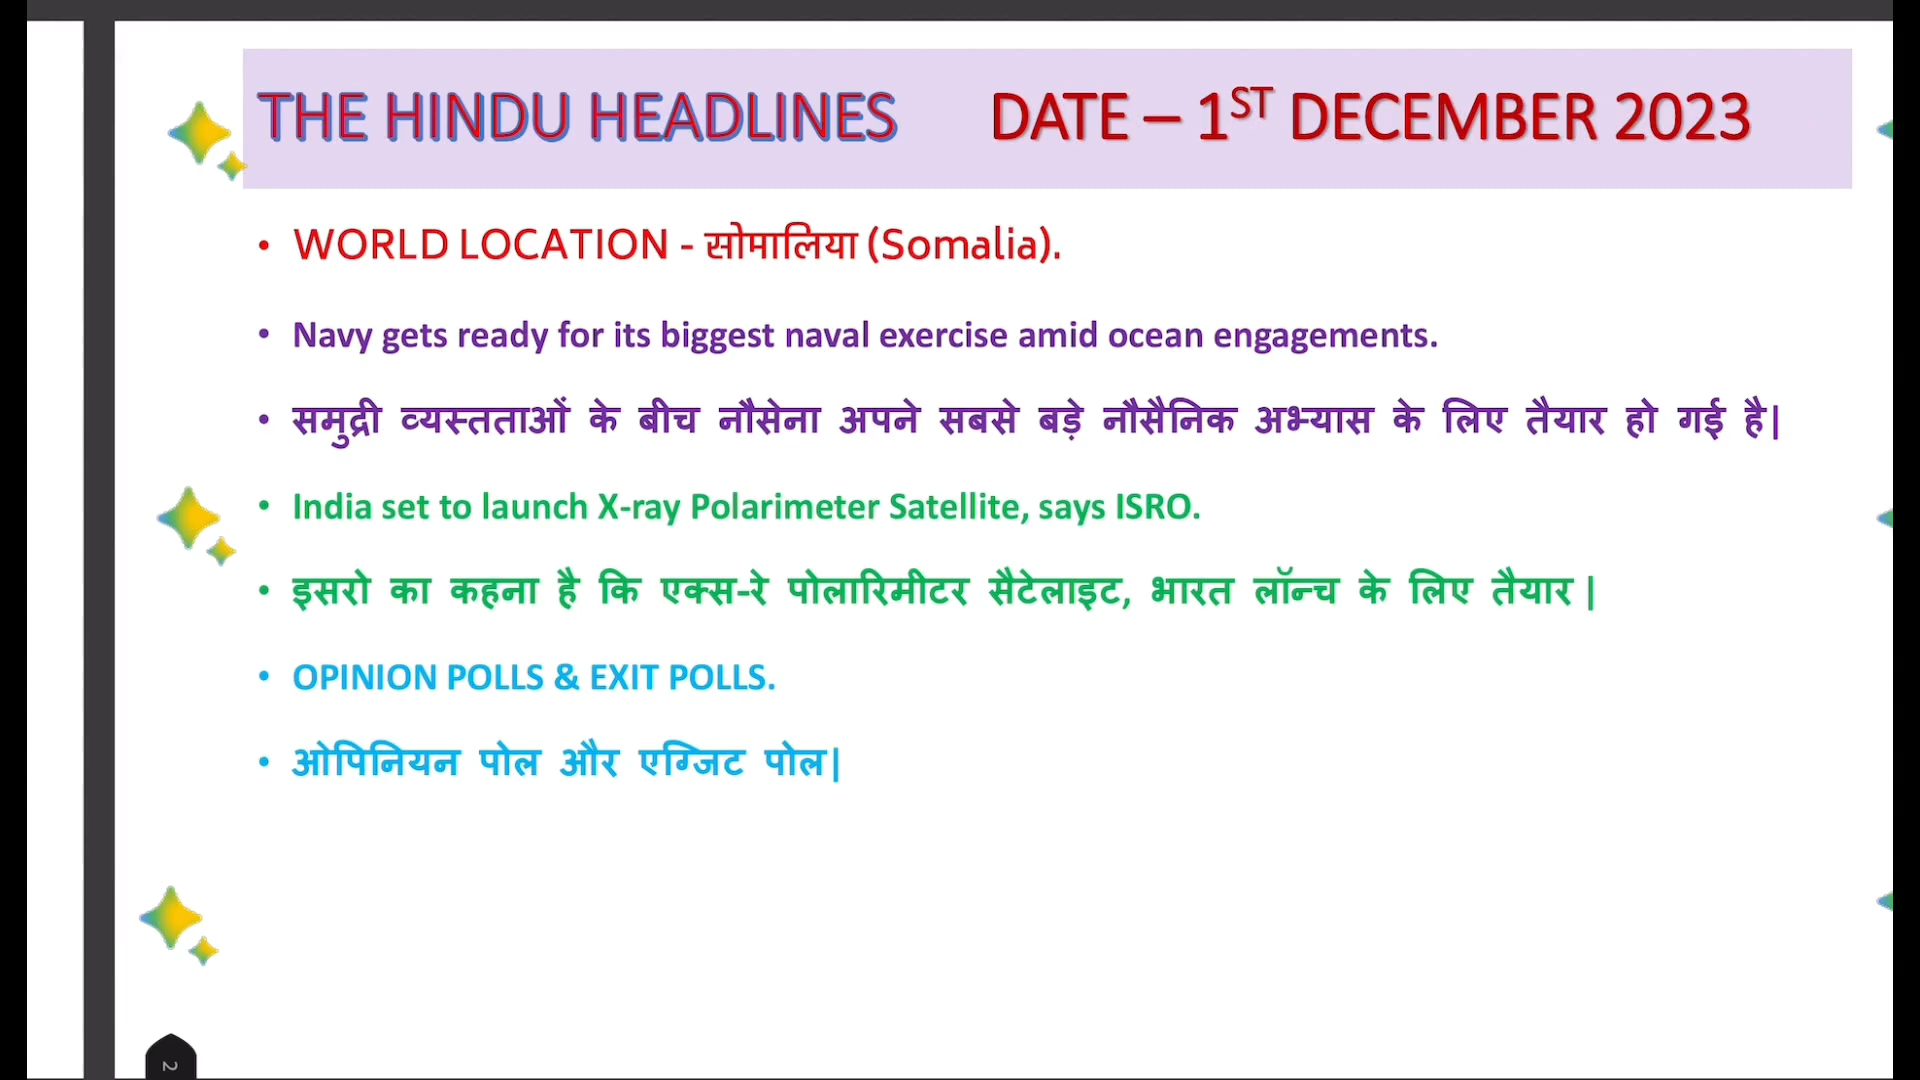 THE HINDU HEADLINES DATE – 1ST DECEMBER 2023
• WORLD LOCATION - सोमालिया (Somalia).
• Navy gets ready for its biggest naval exercise amid ocean engagements.
• समुद्री व्यस्तताओं के बीच नौसेना अपने सबसे बड़े नौसैनिक अभ्यास के लिए तैयार हो गई है|
• India set to launch X-ray Polarimeter Satellite, says ISRO.
• इसरो का कहना है कि एक्स-रे पोलारिमीटर सैटेलाइट, भारत लॉन्च के लिए तैयार |
• OPINION POLLS & EXIT POLLS.
• ओपिनियन पोल और एग्जिट पोल|
2